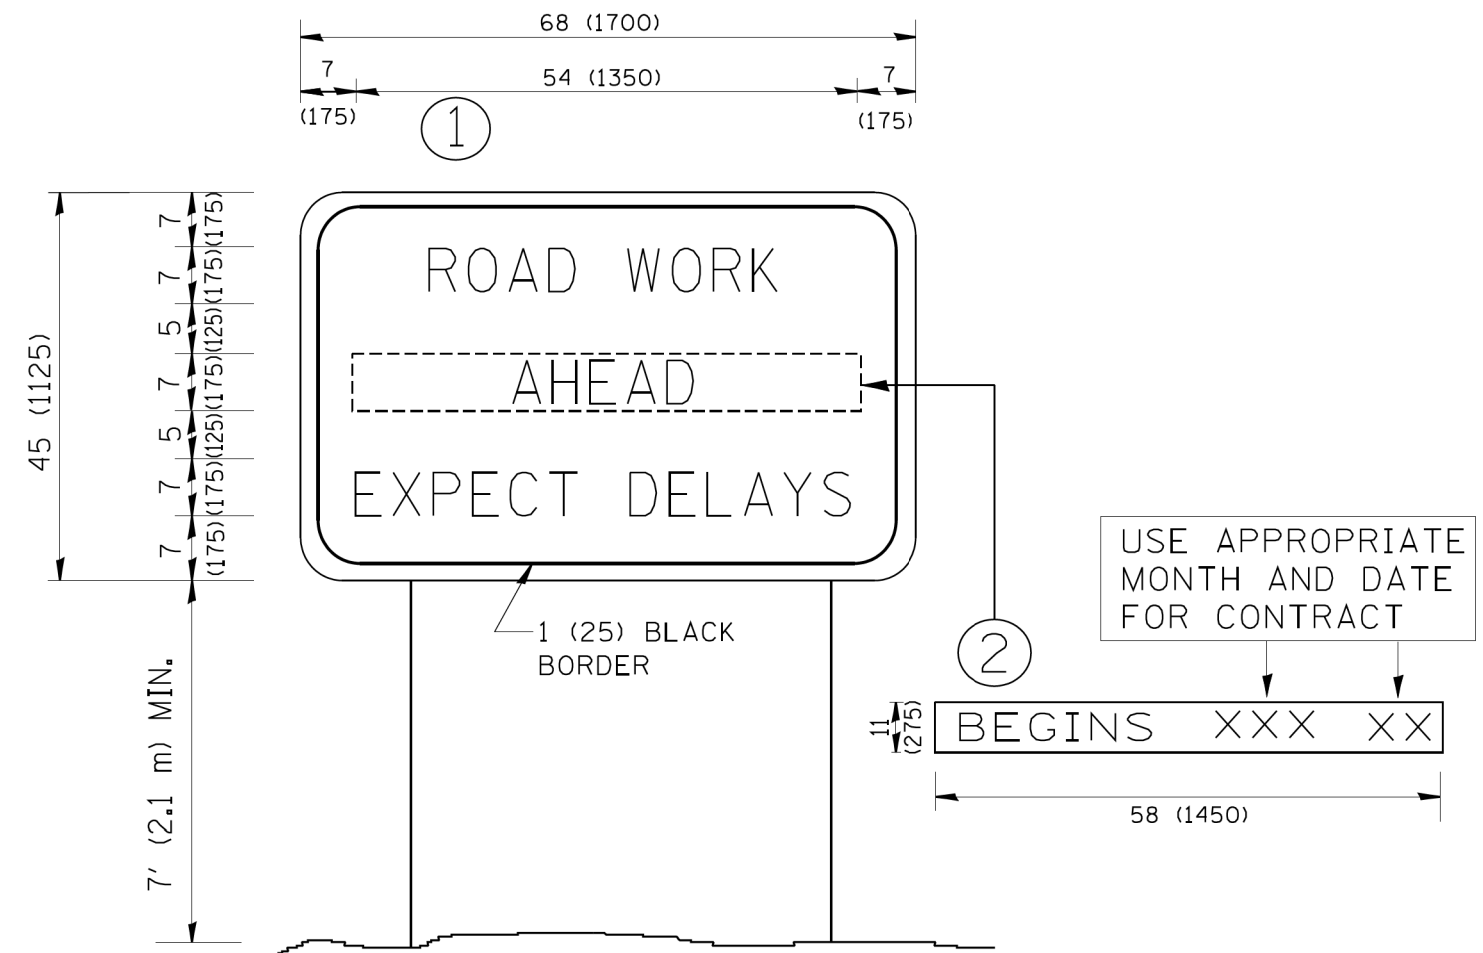 68 (1700)
7
54 (1350)
7
(175)
(175)
1
7
(175)
7
(175)
5
(125)
7
(175)
5
(125)
7
(175)
7
(175)
45 (1125)
ROAD WORK
AHEAD
EXPECT DELAYS
1 (25) BLACK
BORDER
7' (2.1 m) MIN.
USE APPROPRIATE
MONTH AND DATE
FOR CONTRACT
2
11
(275)
BEGINS XXX XX
58 (1450)